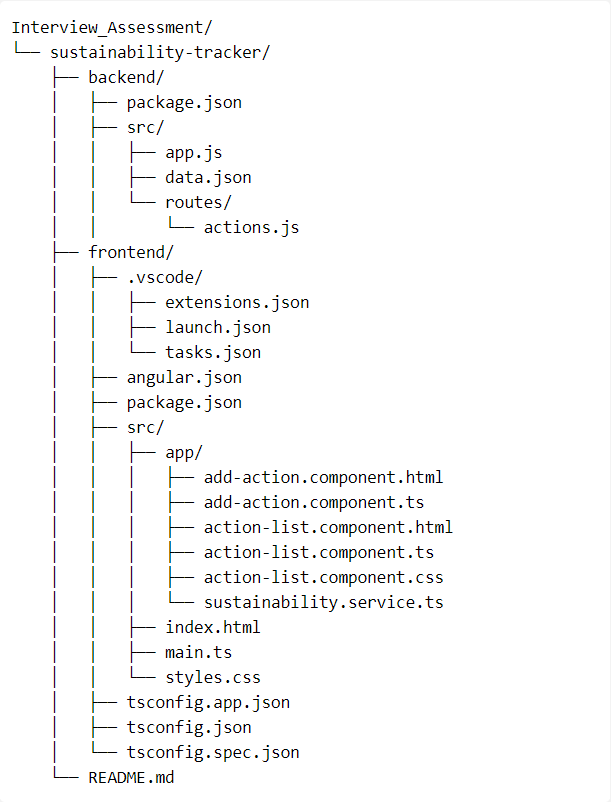 Interview_Assessment/
└── sustainability-tracker/
    ├── backend/
    │   ├── package.json
    │   ├── src/
    │   │   ├── app.js
    │   │   ├── data.json
    │   │   └── routes/
    │   │       └── actions.js
    ├── frontend/
    │   ├── .vscode/
    │   │   ├── extensions.json
    │   │   ├── launch.json
    │   │   └── tasks.json
    │   ├── angular.json
    │   ├── package.json
    │   ├── src/
    │   │   ├── app/
    │   │   │   ├── add-action.component.html
    │   │   │   ├── add-action.component.ts
    │   │   │   ├── action-list.component.html
    │   │   │   ├── action-list.component.ts
    │   │   │   ├── action-list.component.css
    │   │   │   └── sustainability.service.ts
    │   │   ├── index.html
    │   │   ├── main.ts
    │   │   └── styles.css
    │   ├── tsconfig.app.json
    │   ├── tsconfig.json
    │   └── tsconfig.spec.json
    └── README.md